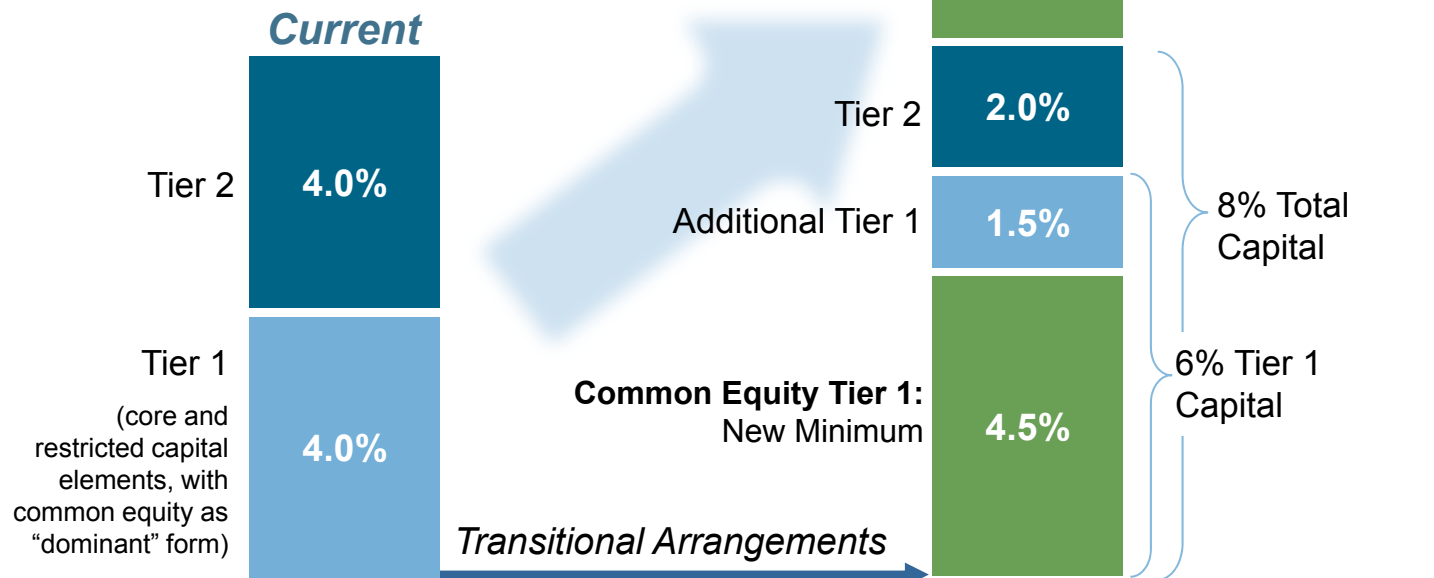 Current
Tier 2
4.0%
Tier 1
(core and
restricted capital
elements, with
common equity as
“dominant” form)
4.0%
Transitional Arrangements
Tier 2
2.0%
Additional Tier 1
1.5%
Common Equity Tier 1:
New Minimum
4.5%
8% Total
Capital
6% Tier 1
Capital